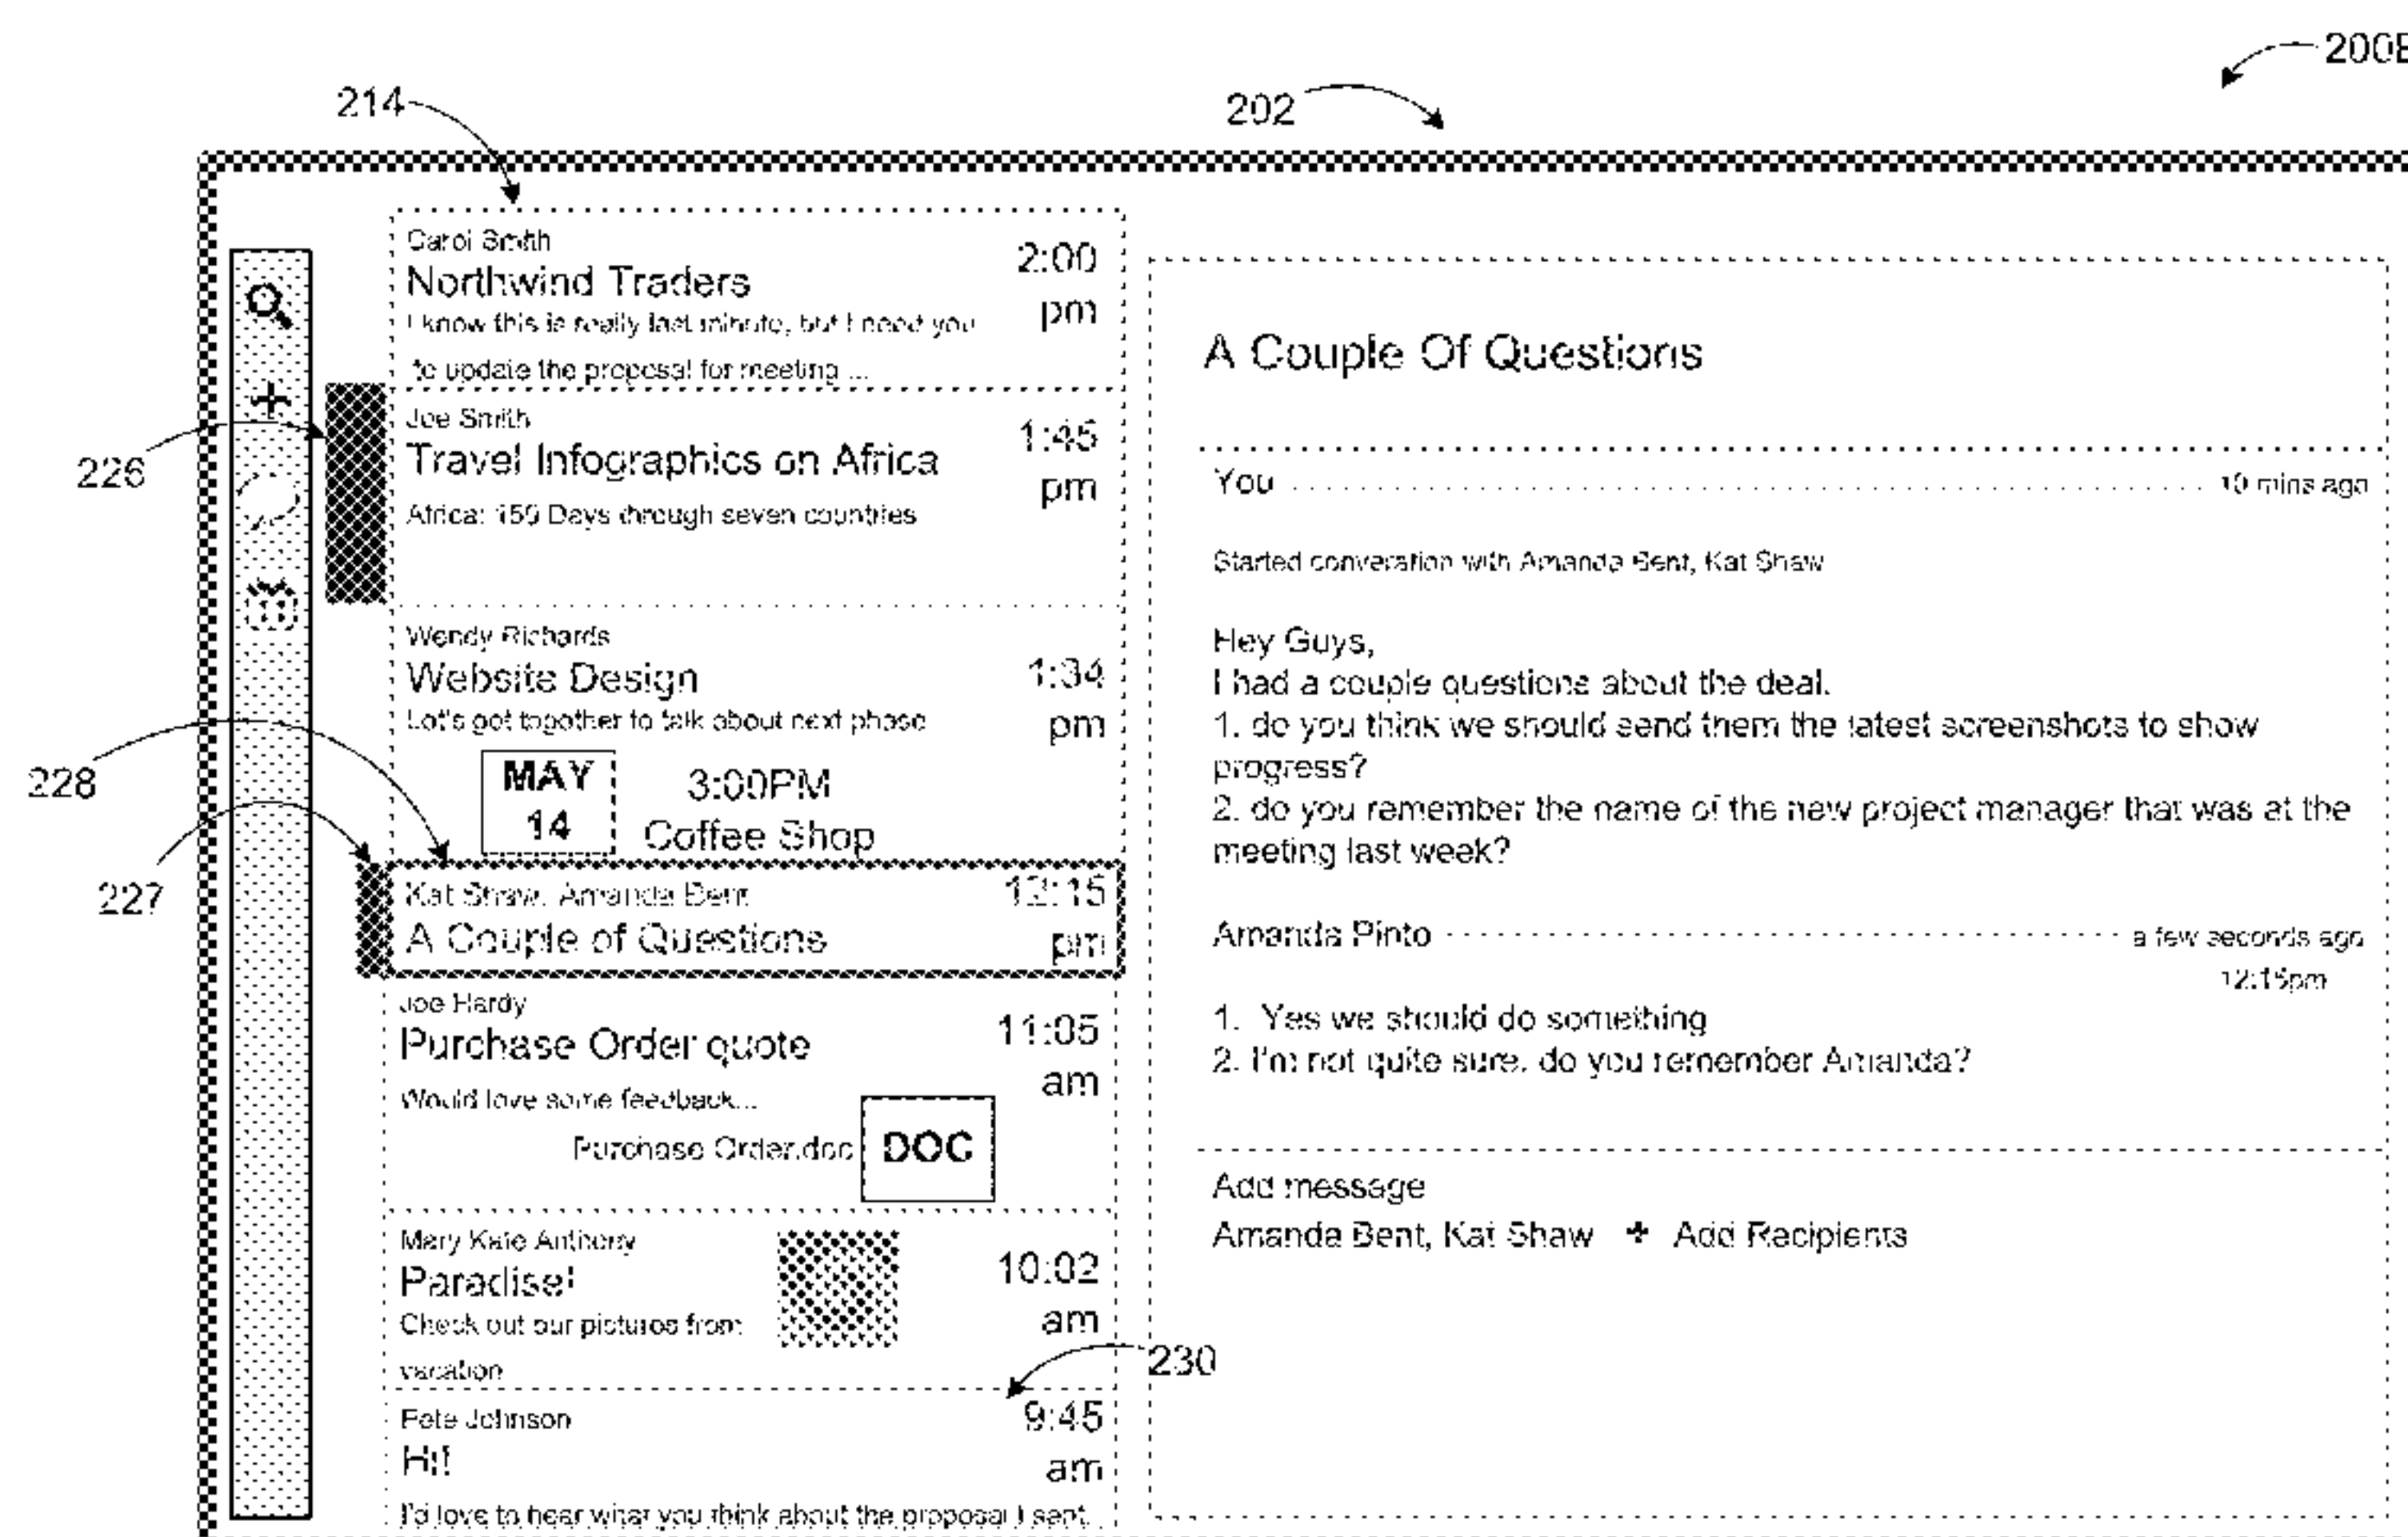 200E
214
202
Carol Smith
2:00
Northwind Traders
pm
I know this is really last minute, but I need you
to update the proposal for meeting ...
A Couple Of Questions
226
Joe Smith
1:45
Travel Infographics on Africa
pm
Africa: 150 Days through seven countries
You
10 mins ago
Started converation with Amanda Bent, Kat Shaw
Wendy Richards
1:34
Website Design
Let's get together to talk about next phase
pm
MAY
14
3:00PM
Coffee Shop
Hey Guys,
I had a couple questions about the deal.
1. do you think we should send them the latest screenshots to show
progress?
2. do you remember the name of the new project manager that was at the
meeting last week?
228
227
Kat Shaw, Amanda Bent
12:15
A Couple of Questions
pm
Amanda Pinto
a few seconds ago
12:15pm
1. Yes we should do something
2. I'm not quite sure, do you remember Amanda?
Joe Hardy
11:05
Purchase Order quote
am
Would love some feedback...
Purchase Order.doc
DOC
Add message
Amanda Bent, Kat Shaw + Add Recipients
Mary Kate Anthony
10:02
Paradise!
am
Check out our pictures from
vacation
230
Pete Johnson
9:45
Hi!
am
I'd love to hear what you think about the proposal I sent.